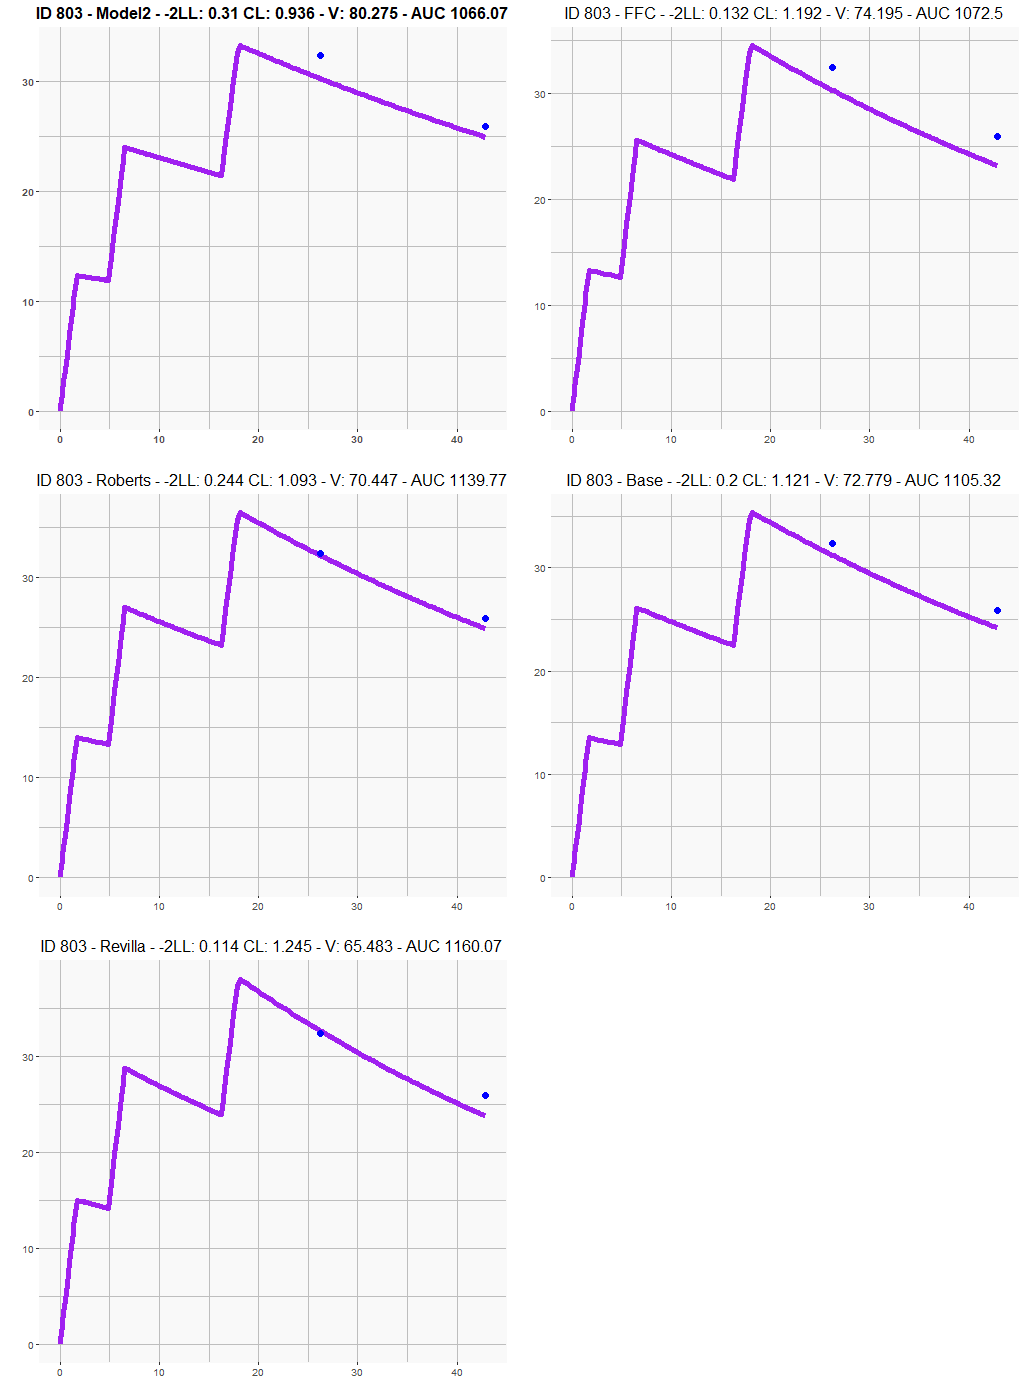 ID 803 - Model2 - -2LL: 0.31 CL: 0.936 - V: 80.275 - AUC 1066.07
30
20
10
0
0 10 20 30 40
ID 803 - FFC - -2LL: 0.132 CL: 1.192 - V: 74.195 - AUC 1072.5
30
20
10
0
0 10 20 30 40
ID 803 - Roberts - -2LL: 0.244 CL: 1.093 - V: 70.447 - AUC 1139.77
30
20
10
0
0 10 20 30 40
ID 803 - Base - -2LL: 0.2 CL: 1.121 - V: 72.779 - AUC 1105.32
30
20
10
0
0 10 20 30 40
ID 803 - Revilla - -2LL: 0.114 CL: 1.245 - V: 65.483 - AUC 1160.07
30
20
10
0
0 10 20 30 40